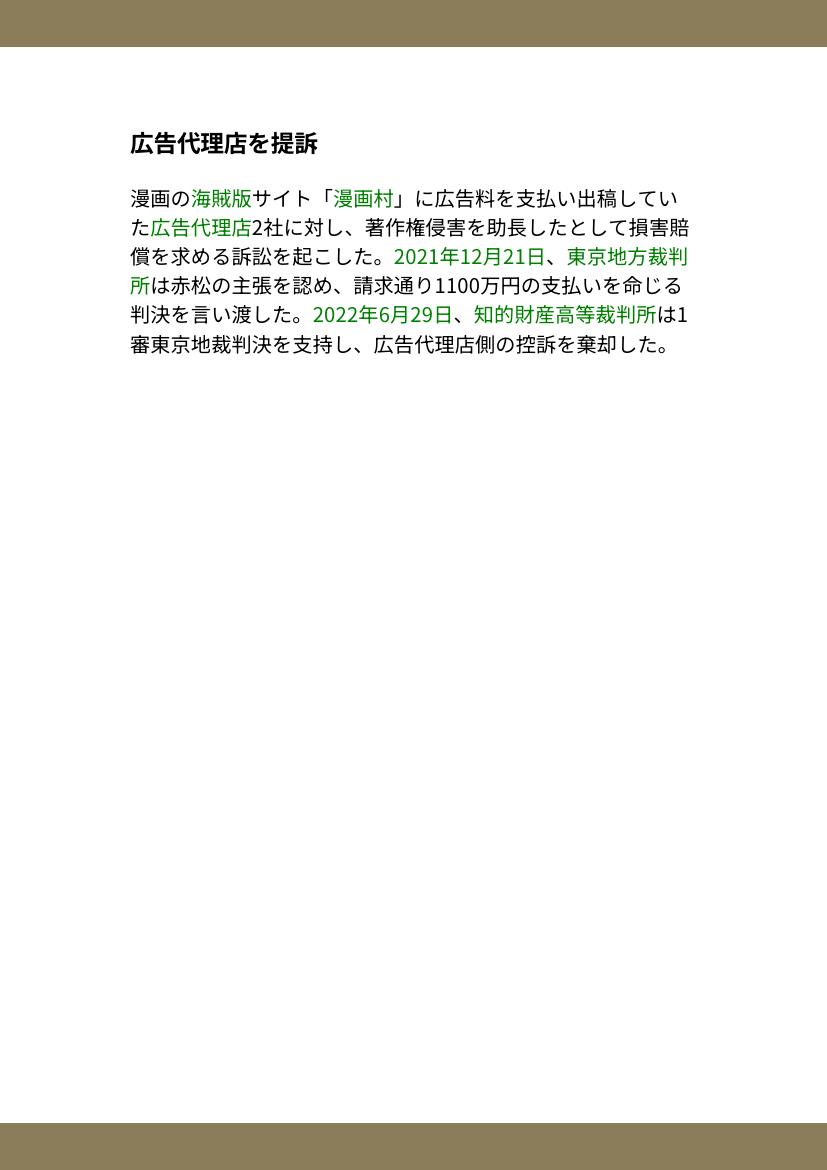 広告代理店を提訴
漫画の海賊版サイト「漫画村」に広告料を支払い出稿してい
た広告代理店2社に対し、著作権侵害を助長したとして損害賠
償を求める訴訟を起こした。2021年12月21日、東京地方裁判
所は赤松の主張を認め、請求通り1100万円の支払いを命じる
判決を言い渡した。2022年6月29日、知的財産高等裁判所は1
審東京地裁判決を支持し、広告代理店側の控訴を棄却した。